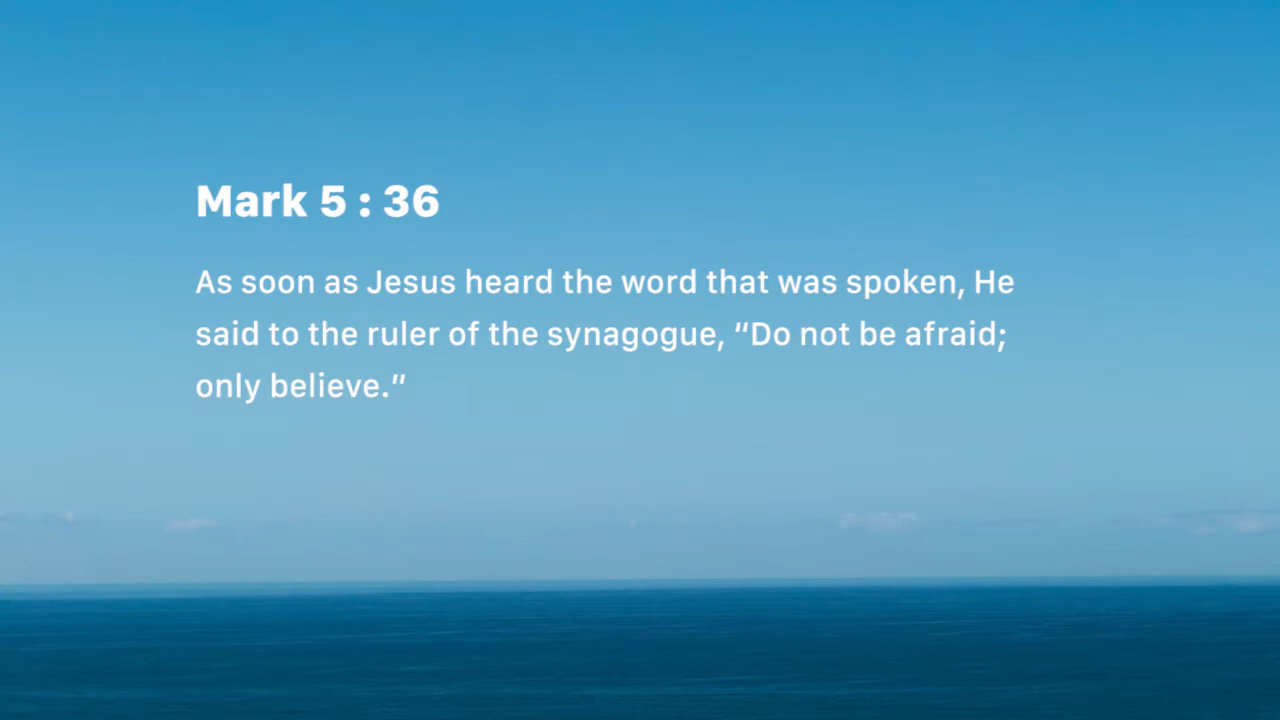 Mark 5 : 36
As soon as Jesus heard the word that was spoken, He
said to the ruler of the synagogue, “Do not be afraid;
only believe.”